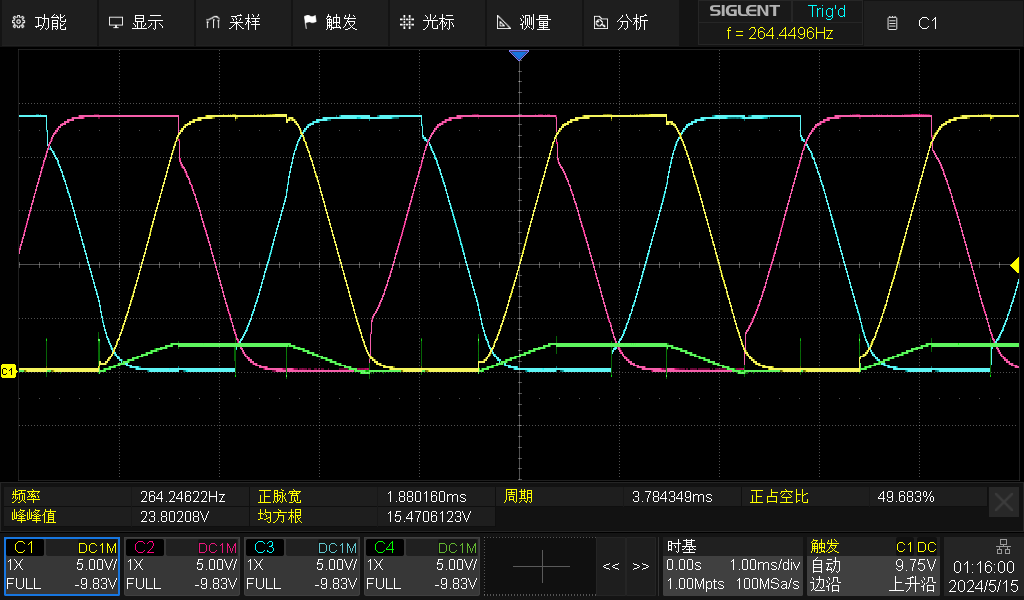 功能 显示 采样 触发 光标 测量 分析 SIGLENT Trig'd C1
f = 264.4496Hz
C1
频率 264.24622Hz 正脉宽 1.880160ms 周期 3.784349ms 正占空比 49.683%
峰峰值 23.80208V 均方根 15.4706123V
C1 DC1M C2 DC1M C3 DC1M C4 DC1M 时基 触发 C1 DC
1X 5.00V/ 1X 5.00V/ 1X 5.00V/ 1X 5.00V/ << >> 0.00s 1.00ms/div 自动 9.75V 01:16:00
FULL -9.83V FULL -9.83V FULL -9.83V FULL -9.83V 1.00Mpts 100MSa/s 边沿 上升沿 2024/5/15